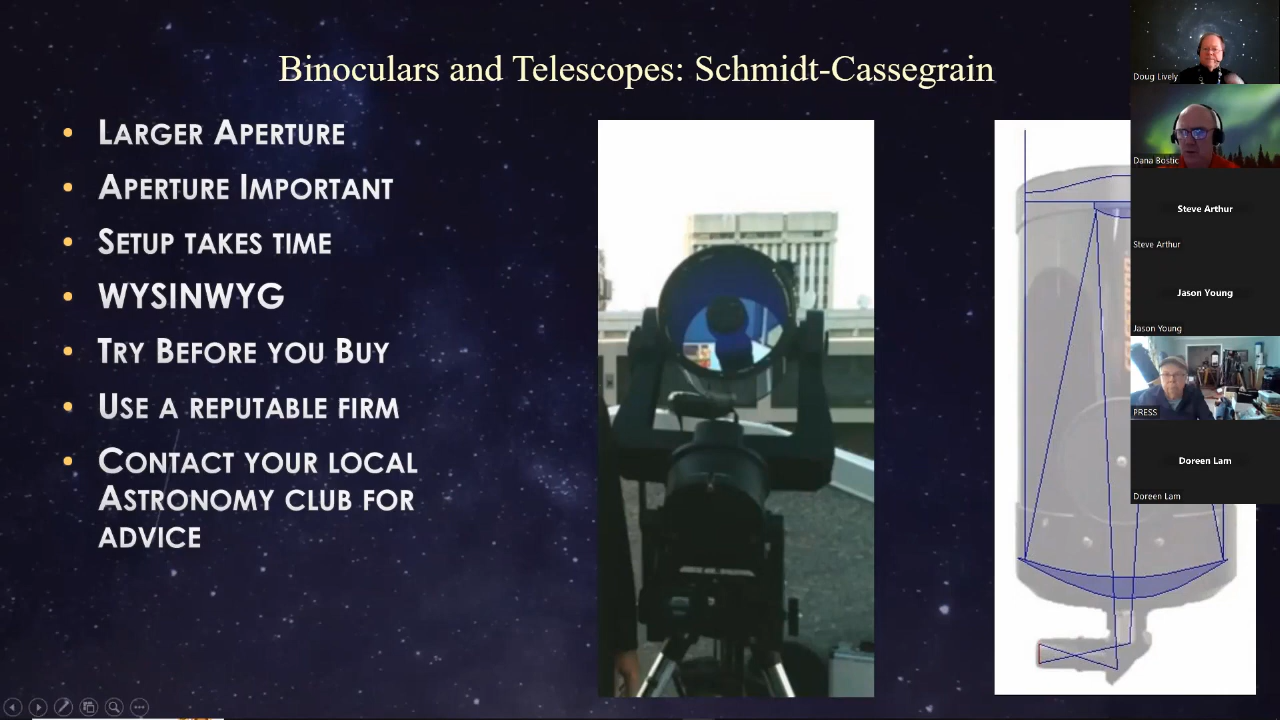 Binoculars and Telescopes: Schmidt-Cassegrain
• LARGER APERTURE
• APERTURE IMPORTANT
• SETUP TAKES TIME
• WYSINWYG
• TRY BEFORE YOU BUY
• USE A REPUTABLE FIRM
• CONTACT YOUR LOCAL
ASTRONOMY CLUB FOR
ADVICE
Doug Lively
Dana Bostic
Steve Arthur
Steve Arthur
Jason Young
Jason Young
PRESS
Doreen Lam
Doreen Lam